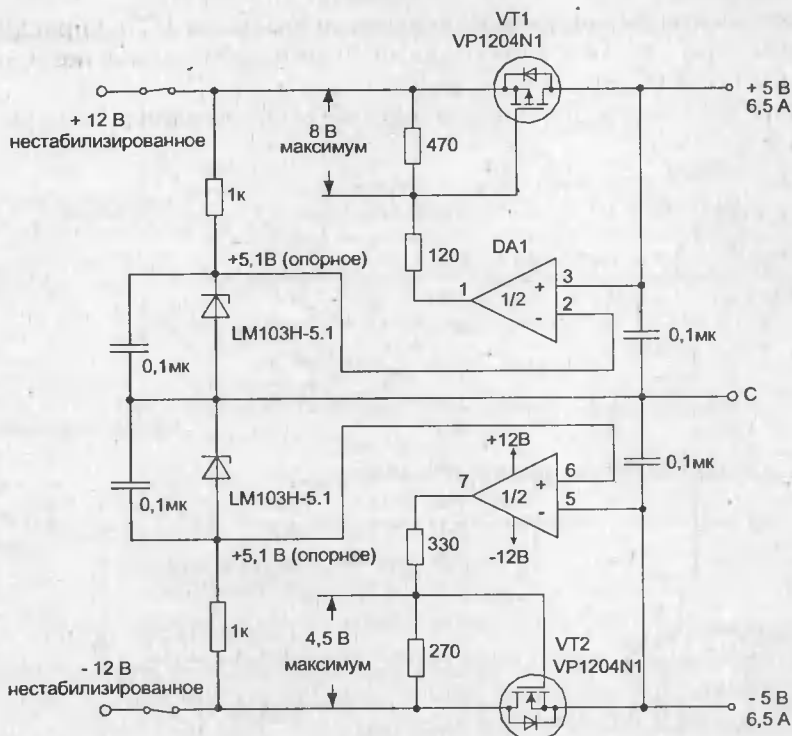 VT1
VP1204N1
+ 12 В
нестабилизированное
8 В
максимум
470
+ 5 В
6,5 А
1к
+5,1В (опорное)
120
DA1
1
1/2
+
-
3
2
LM103H-5.1
0,1мк
0,1мк
С
+12В
7
1/2
+
-
6
5
0,1мк
0,1мк
LM103H-5.1
-12В
+5,1 В (опорное)
330
1к
4,5 В
максимум
270
VT2
VP1204N1
- 12 В
нестабилизированное
- 5 В
6,5 А